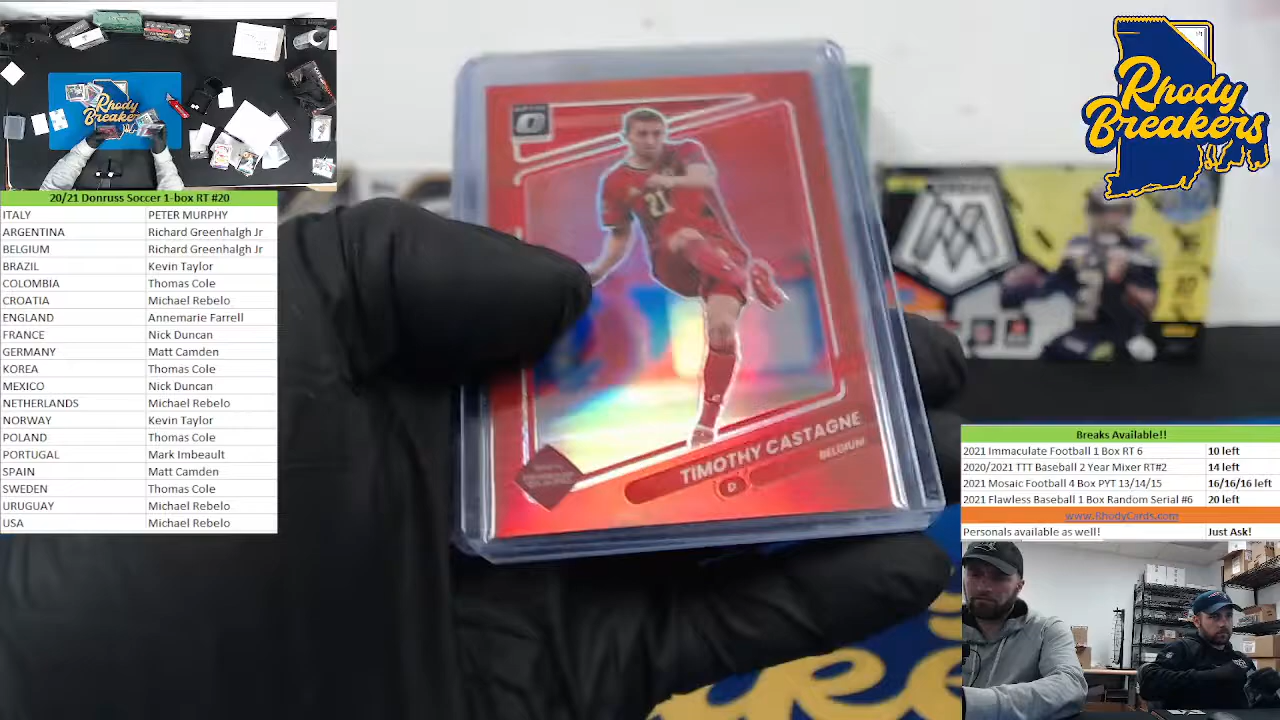 20/21 Donruss Soccer 1-box RT #20
ITALY PETER MURPHY
ARGENTINA Richard Greenhalgh Jr
BELGIUM Richard Greenhalgh Jr
BRAZIL Kevin Taylor
COLOMBIA Thomas Cole
CROATIA Michael Rebelo
ENGLAND Annemarie Farrell
FRANCE Nick Duncan
GERMANY Matt Camden
KOREA Thomas Cole
MEXICO Nick Duncan
NETHERLANDS Michael Rebelo
NORWAY Kevin Taylor
POLAND Thomas Cole
PORTUGAL Mark Imbeault
SPAIN Matt Camden
SWEDEN Thomas Cole
URUGUAY Michael Rebelo
USA Michael Rebelo
Rhody
Breakers
21
TIMOTHY CASTAGNE
BELGIUM
D
Rhody
Breakers
Breakers Available!!
2021 Immaculate Football 1 Box RT 6 10 left
2020/2021 TTT Baseball 2 Year Mixer RT#2 14 left
2021 Mosaic Football 4 Box PYT 13/14/15 16/16/16 left
2021 Flawless Baseball 1 Box Random Serial #6 20 left
www.RhodyCards.com
Personals available as well! Just Ask!